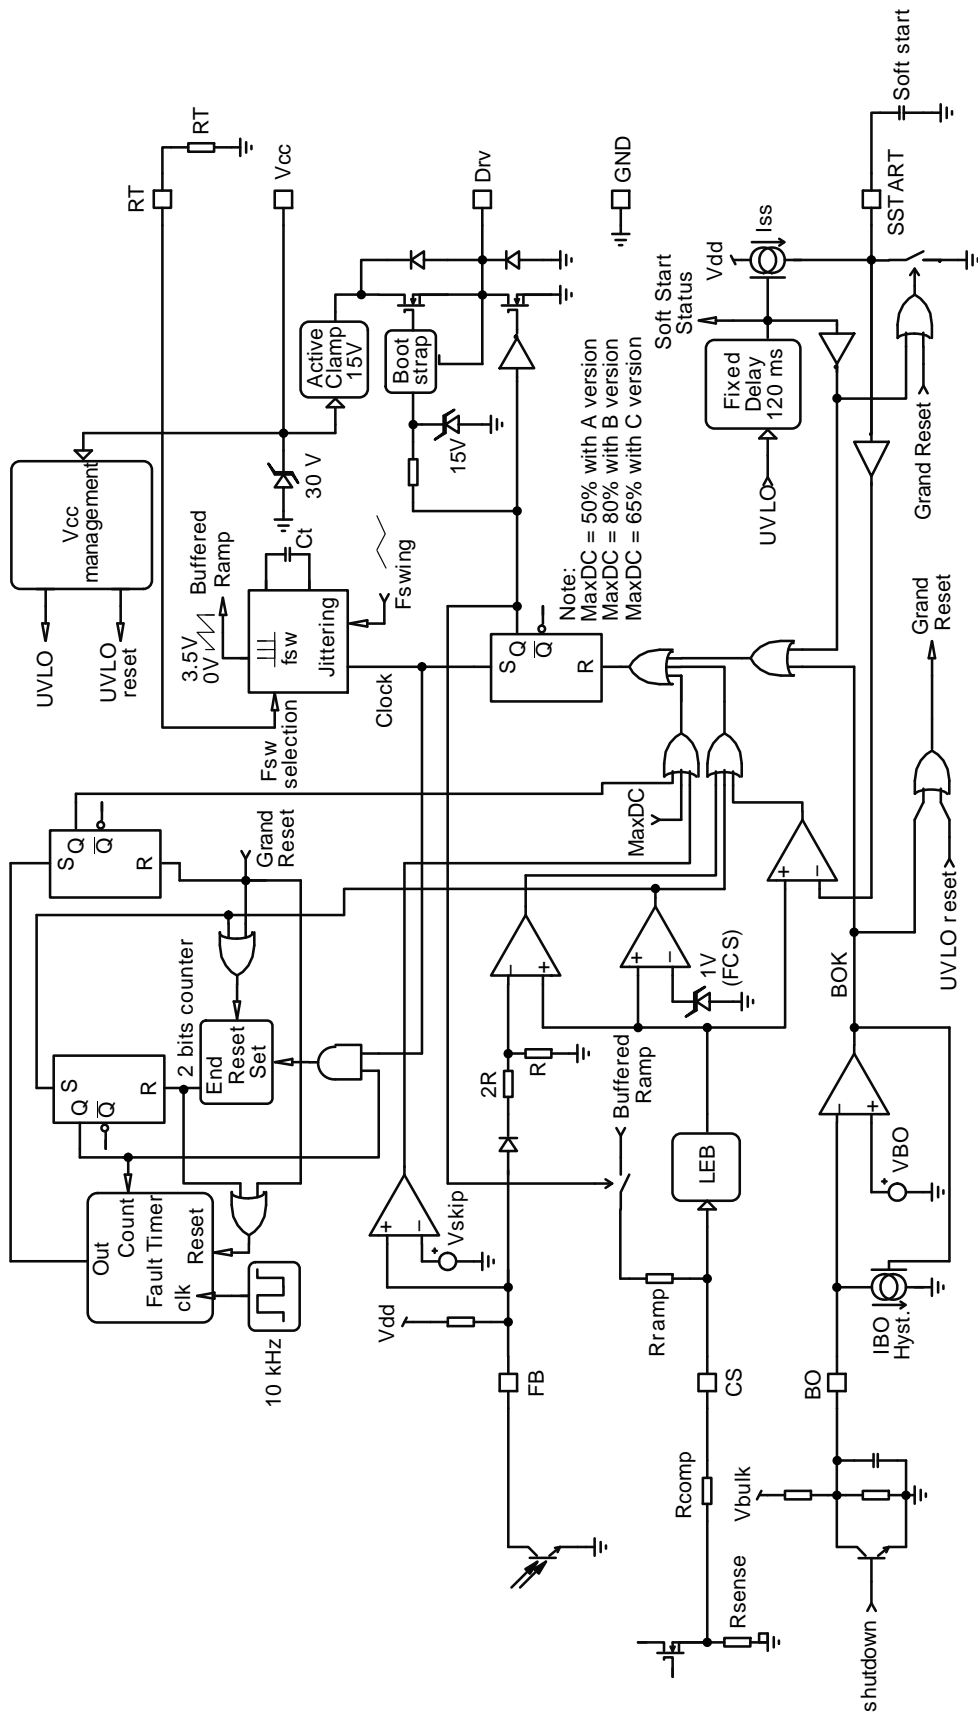 UVLO
UVLO
reset
Vcc
management
RT
RT
Vcc
30 V
3.5V
0V
Buffered
Ramp
Fsw
selection
fsw
Jittering
Ct
Fswing
Clock
Active
Clamp
15V
Boot
strap
15V
Drv
GND
S
Q
Q
R
Grand
Reset
S
Q
Q
R
2 bits counter
End
Reset
Set
Out
Count
Fault Timer
Reset
clk
10 kHz
S
Q
Q
R
Note:
MaxDC = 50% with A version
MaxDC = 80% with B version
MaxDC = 65% with C version
MaxDC
Vdd
FB
+
−
+
Vskip
2R
R
−
+
Buffered
Ramp
Rramp
CS
Rcomp
Rsense
LEB
+
−
1V
(FCS)
+
−
Soft Start
Status
Vdd
Iss
UVLO
Fixed
Delay
120 ms
SSTART
Soft start
Grand Reset
Grand
Reset
UVLO reset
BOK
−
+
+
VBO
IBO
Hyst.
BO
Vbulk
shutdown